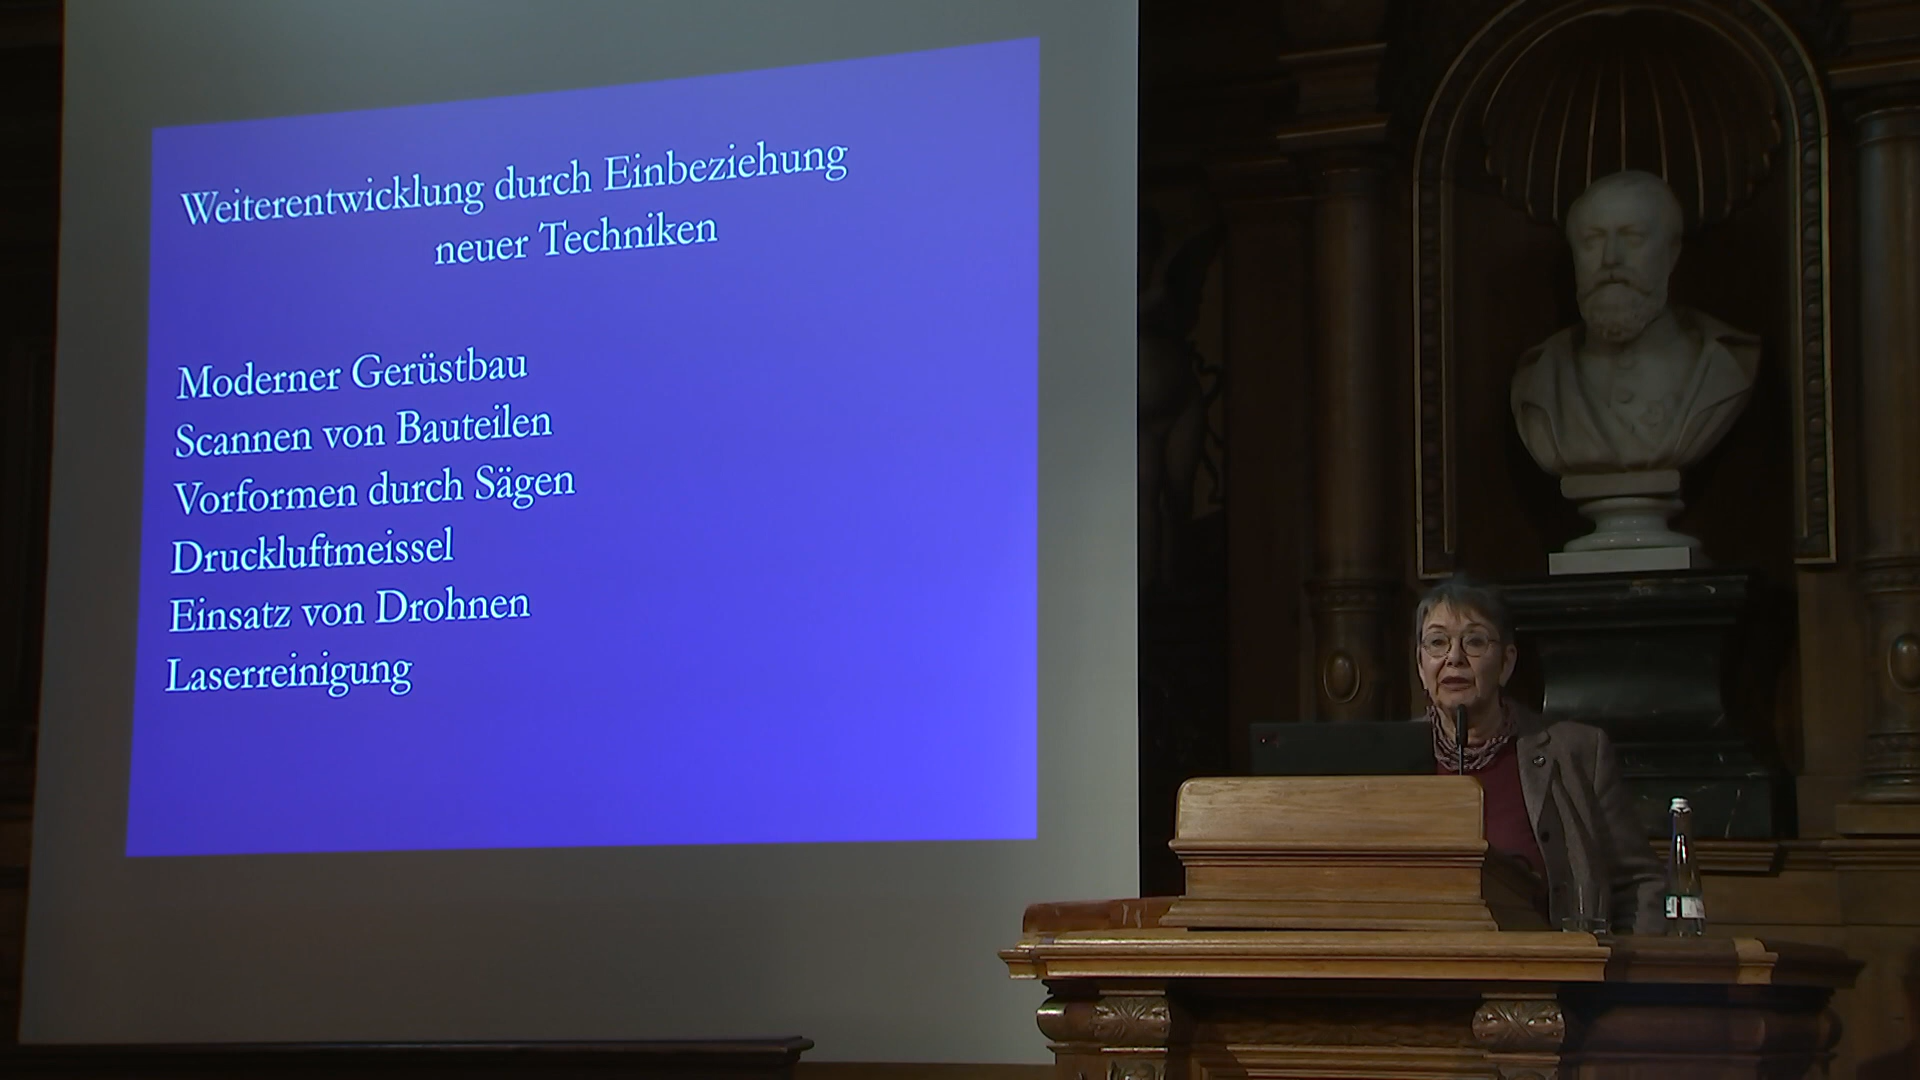 Weiterentwicklung durch Einbeziehung
neuer Techniken
Moderner Gerüstbau
Scannen von Bauteilen
Vorformen durch Sägen
Druckluftmeissel
Einsatz von Drohnen
Laserreinigung